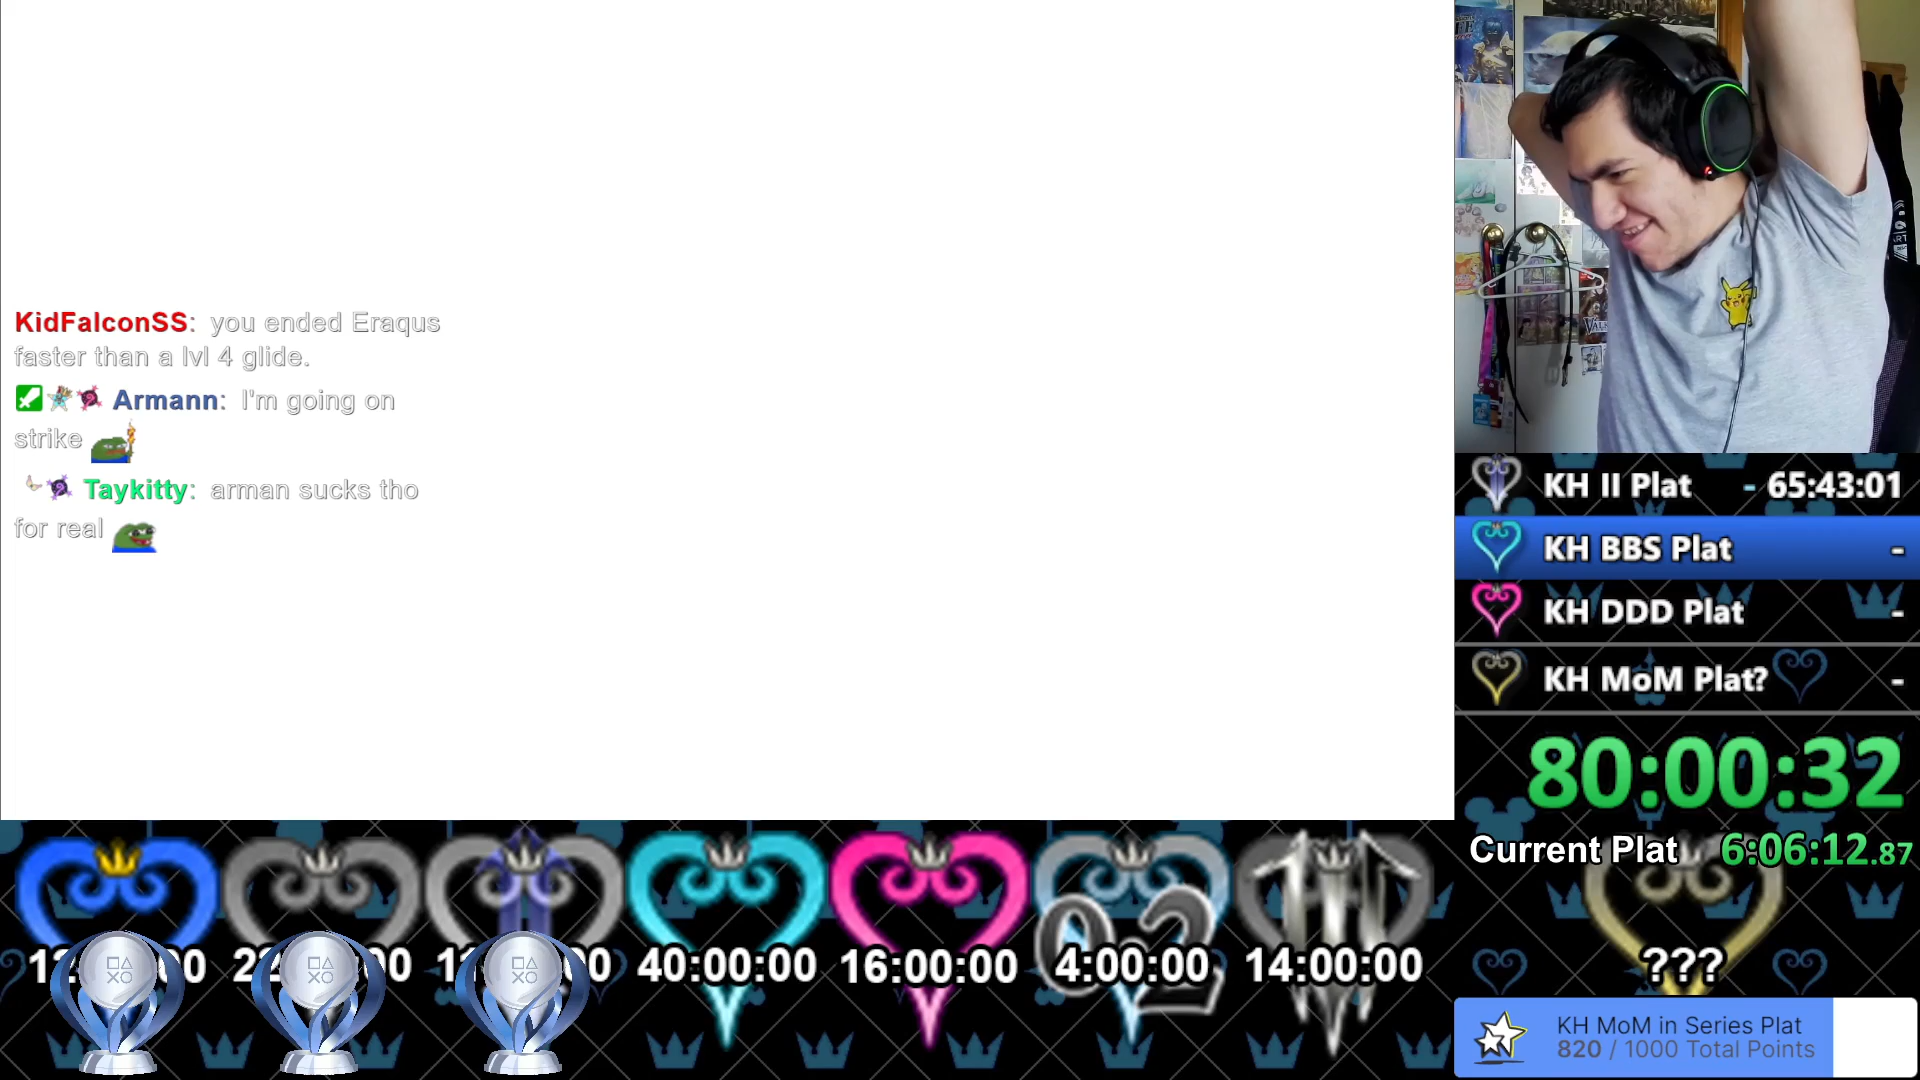 KidFalconSS: you ended Eraqus
faster than a lvl 4 glide.
Armann: I'm going on
strike
Taykitty: arman sucks tho
for real
KH II Plat - 65:43:01
KH BBS Plat -
KH DDD Plat -
KH MoM Plat? -
80:00:32
Current Plat 6:06:12.87
40:00:00
16:00:00
02
4:00:00
14:00:00
???
KH MoM in Series Plat
820 / 1000 Total Points